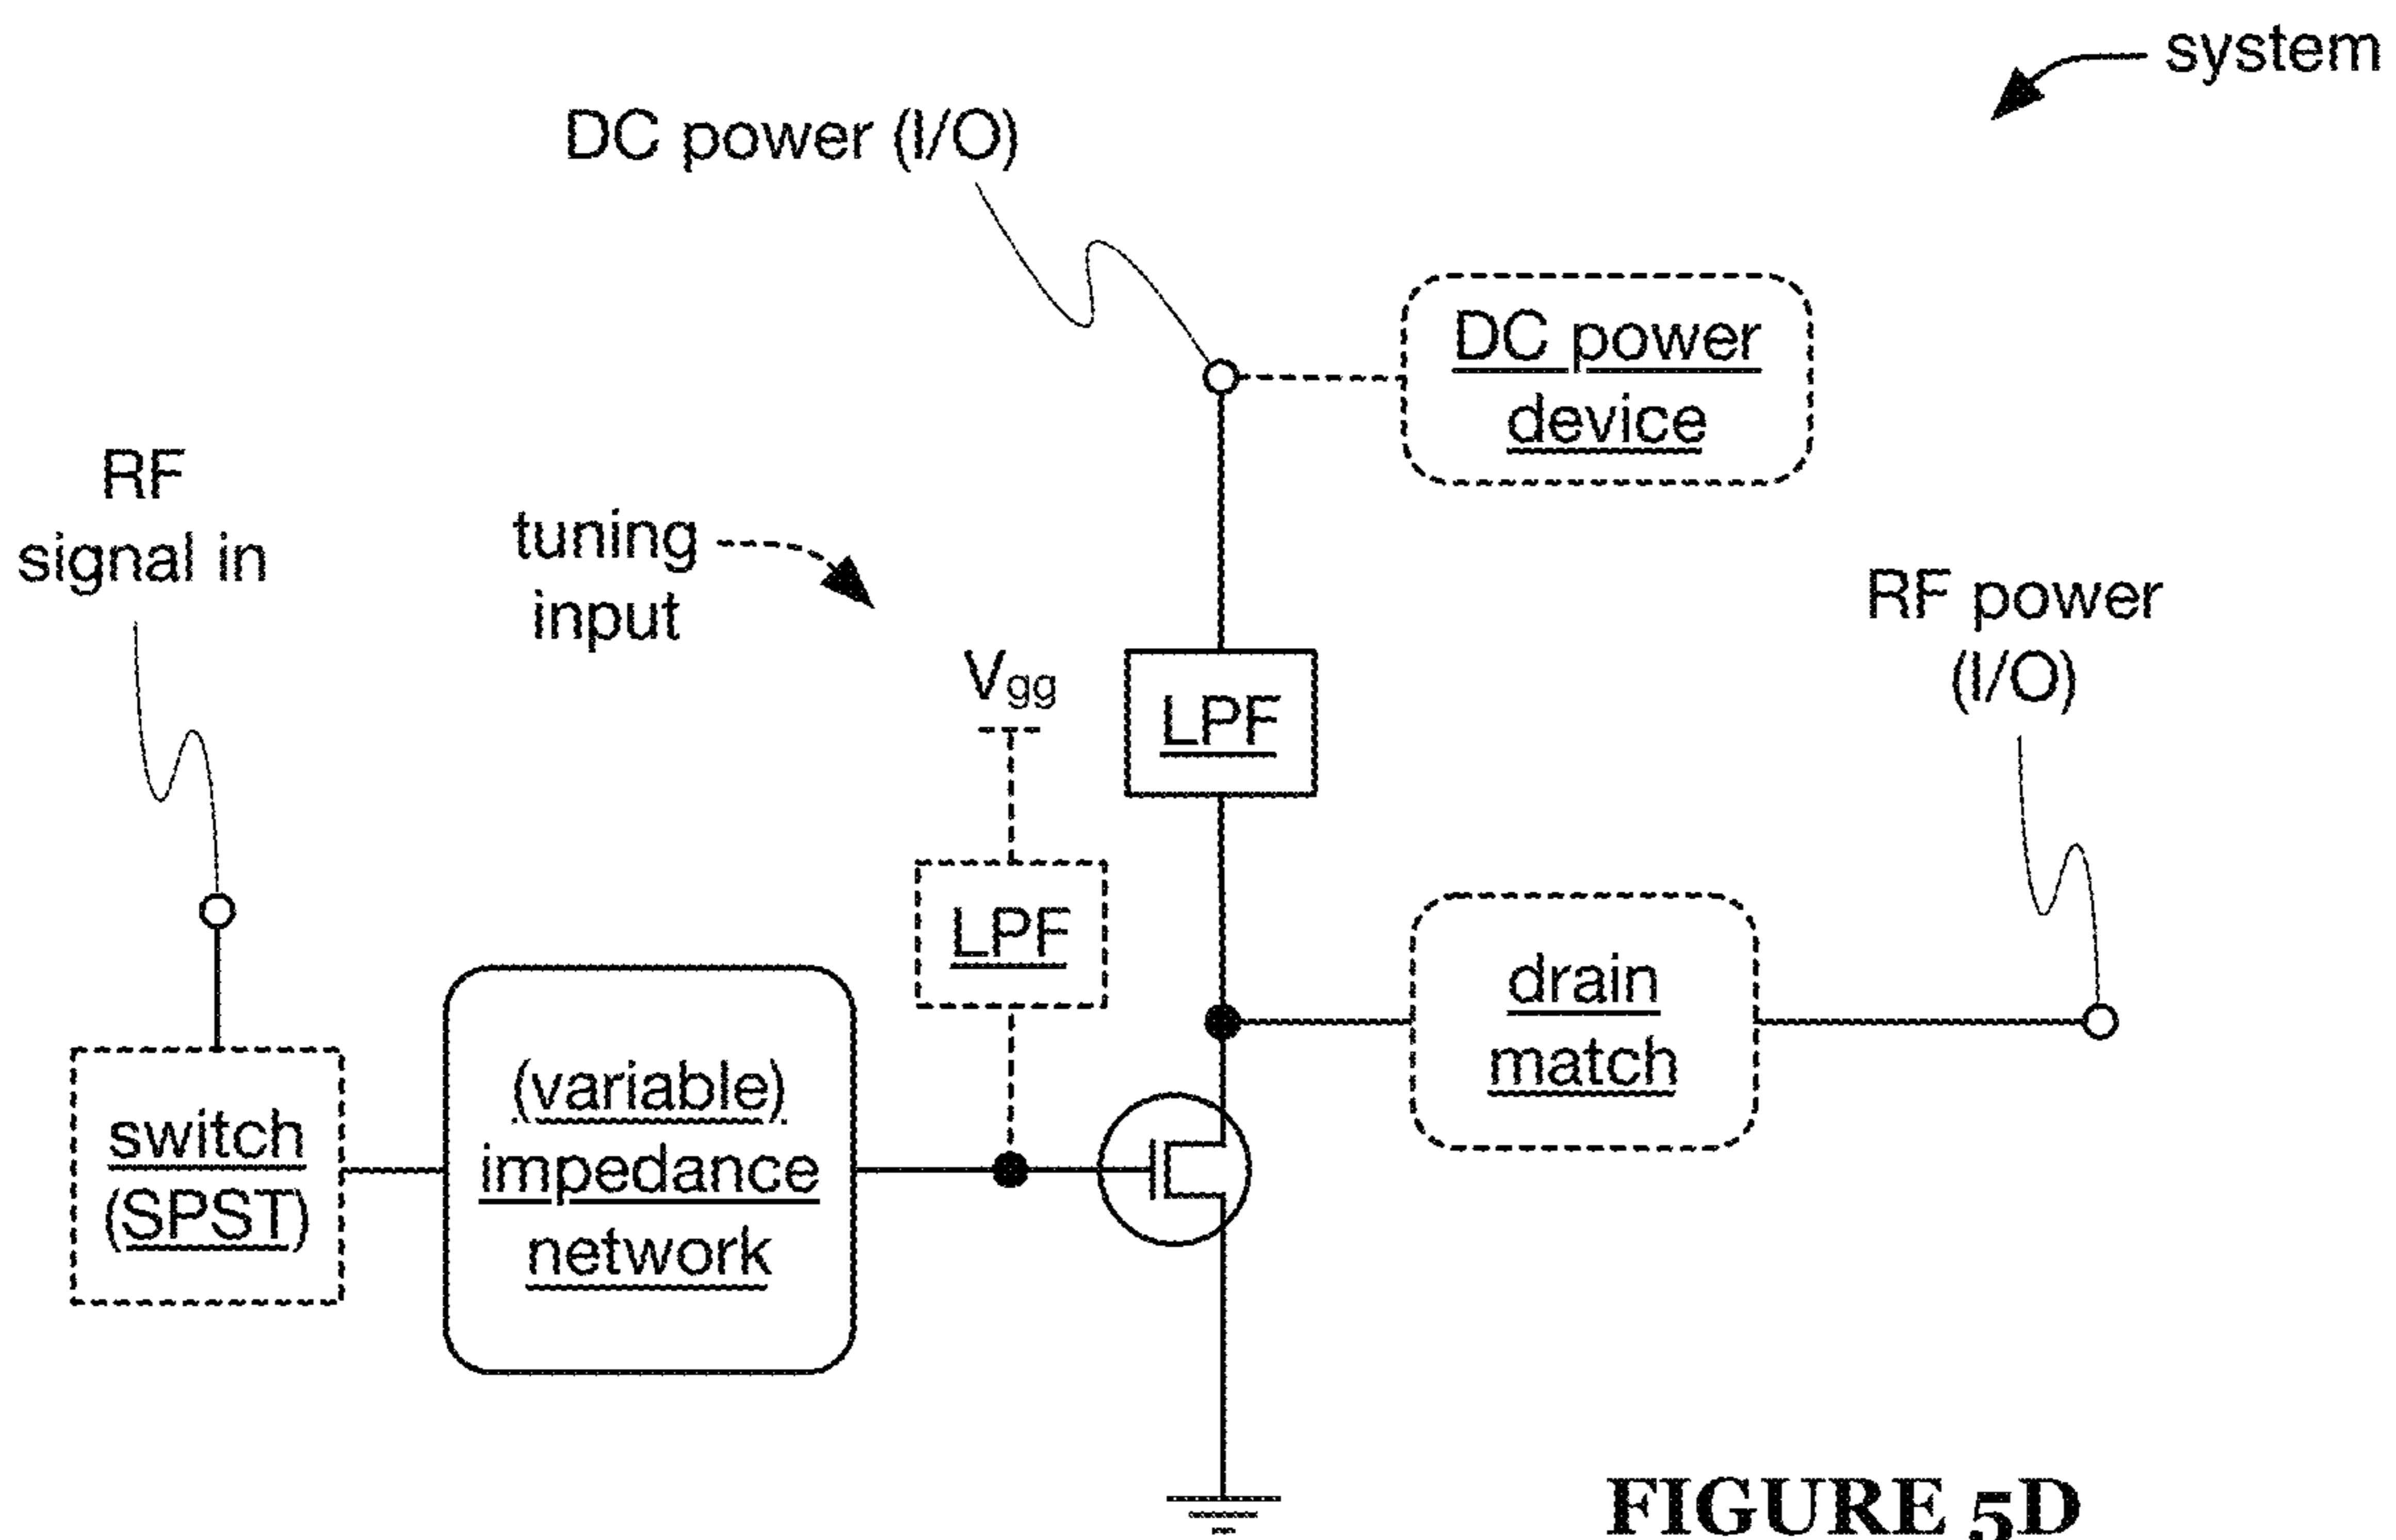 system
DC power (I/O)
DC power
device
RF
signal in
tuning
input
RF power
(I/O)
Vgg
LPF
LPF
drain
match
switch
(SPST)
(variable)
impedance
network
FIGURE 5D